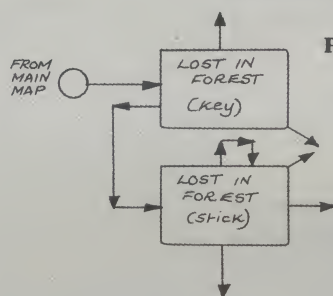 FROM
MAIN
MAP
LOST IN
FOREST
(key)
F
LOST IN
FOREST
(stick)